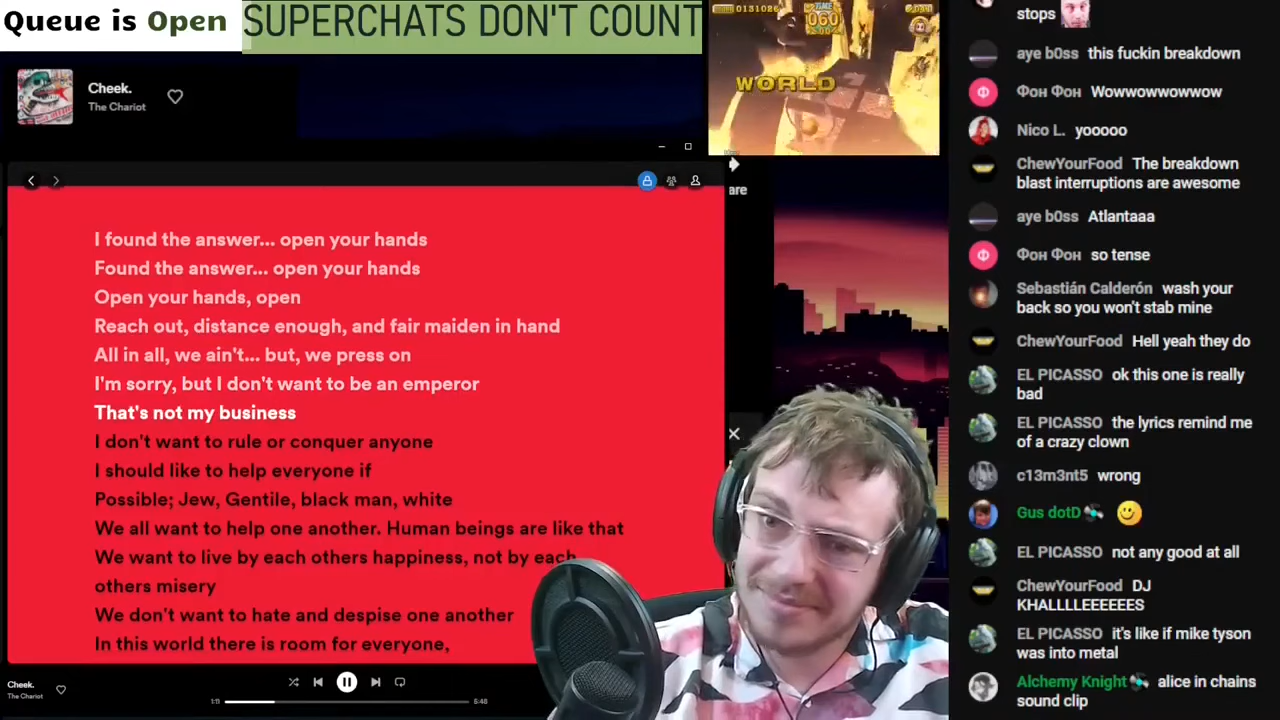 Queue is Open
SUPERCHATS DON'T COUNT
Cheek.
The Chariot
TIME
060
WORLD
are
I found the answer... open your hands
Found the answer... open your hands
Open your hands, open
Reach out, distance enough, and fair maiden in hand
All in all, we ain't... but, we press on
I'm sorry, but I don't want to be an emperor
That's not my business
I don't want to rule or conquer anyone
I should like to help everyone if
Possible; Jew, Gentile, black man, white
We all want to help one another. Human beings are like that
We want to live by each others happiness, not by each
others misery
We don't want to hate and despise one another
In this world there is room for everyone,
Cheek.
The Chariot
1:11
5:48
stops
aye b0ss this fuckin breakdown
Фон Фон Wowwowwowwow
Nico L. yooooo
ChewYourFood The breakdown
blast interruptions are awesome
aye b0ss Atlantaaa
Фон Фон so tense
Sebastián Calderón wash your
back so you won't stab mine
ChewYourFood Hell yeah they do
EL PICASSO ok this one is really
bad
EL PICASSO the lyrics remind me
of a crazy clown
c13m3nt5 wrong
Gus dotD
EL PICASSO not any good at all
ChewYourFood DJ
KHALLLLEEEEEES
EL PICASSO it's like if mike tyson
was into metal
Alchemy Knight alice in chains
sound clip